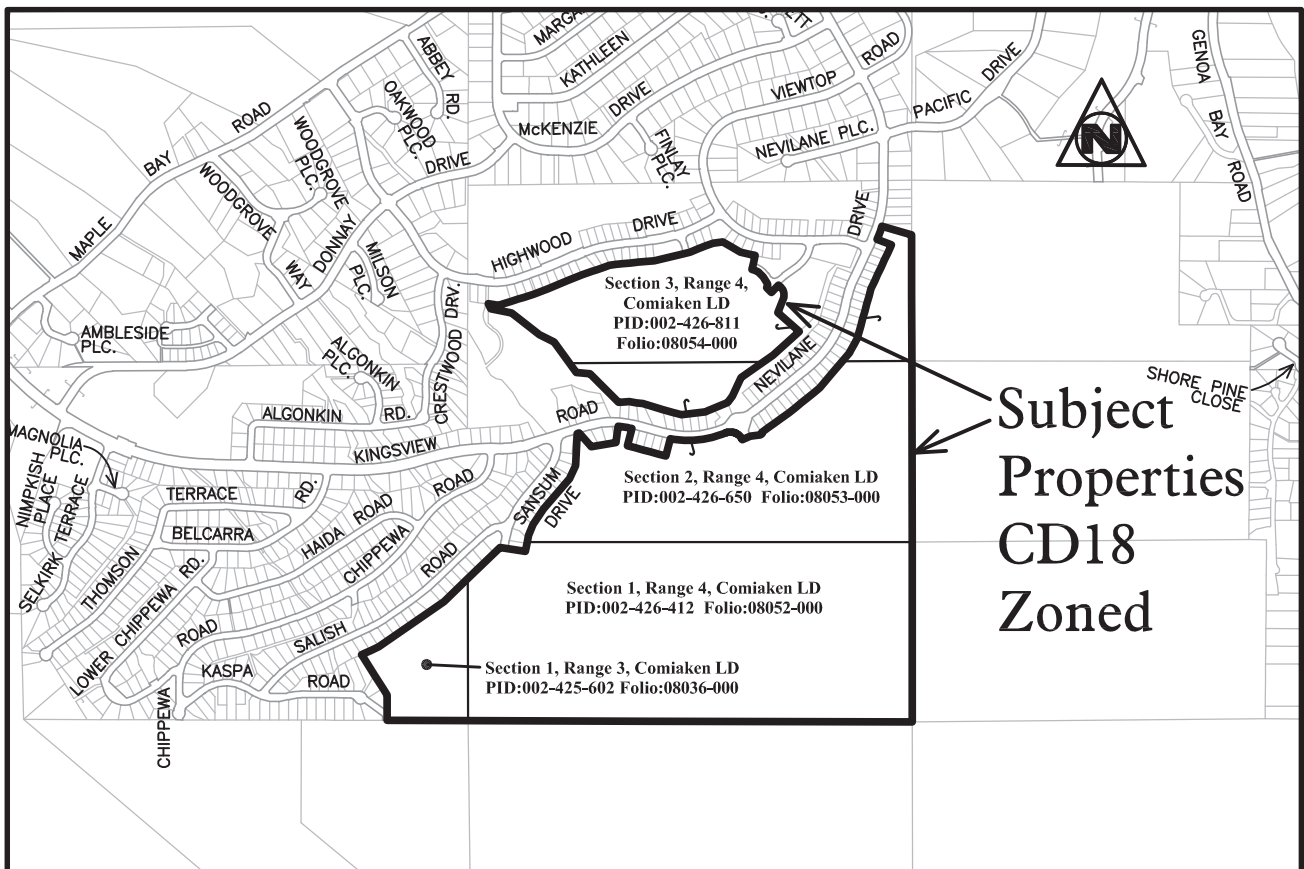 MAPLE BAY ROAD
ABBEY RD.
OAKWOOD PLC.
WOODGROVE PLC.
WOODGROVE WAY
DONNAY DRIVE
MILSON PLC.
AMBLESIDE PLC.
ALGONKIN PLC.
ALGONKIN RD.
CRESTWOOD DRV.
KATHLEEN
McKENZIE DRIVE
FINLAY PLC.
VIEWTOP ROAD
NEVILANE PLC.
PACIFIC DRIVE
GENOA BAY ROAD
N
HIGHWOOD DRIVE
NEVILANE DRIVE
Section 3, Range 4,
Comiaken LD
PID:002-426-811
Folio:08054-000
SHORE PINE
CLOSE
Subject
Properties
CD18
Zoned
MAGNOLIA
PLC.
NIMPKISH
PLACE
SELKIRK TERRACE
KINGSVIEW ROAD
TERRACE RD.
BELCARRA
THOMSON
HAIDA ROAD
CHIPPEWA ROAD
LOWER CHIPPEWA RD.
SALISH ROAD
SANSUM
DRIVE
KASPA ROAD
CHIPPEWA ROAD
Section 2, Range 4, Comiaken LD
PID:002-426-650 Folio:08053-000
Section 1, Range 4, Comiaken LD
PID:002-426-412 Folio:08052-000
Section 1, Range 3, Comiaken LD
PID:002-425-602 Folio:08036-000